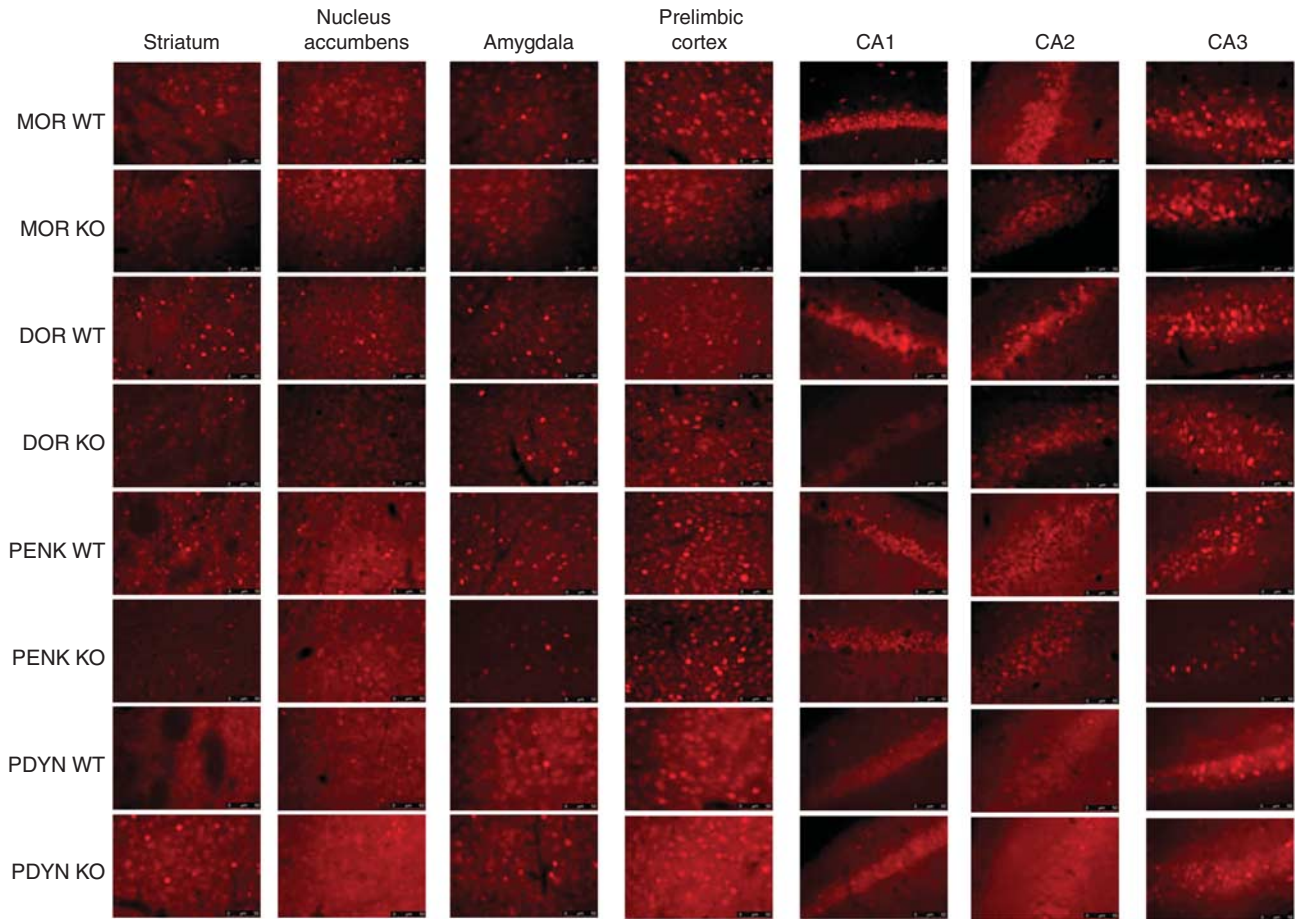 Striatum
Nucleus
accumbens
Amygdala
Prelimbic
cortex
CA1
CA2
CA3
MOR WT
MOR KO
DOR WT
DOR KO
PENK WT
PENK KO
PDYN WT
PDYN KO